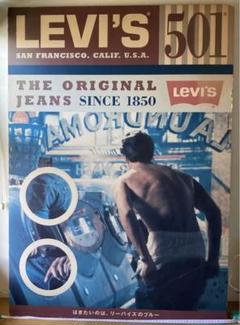 LEVI'S® 501®
SAN FRANCISCO, CALIF. U.S.A.
THE ORIGINAL
JEANS SINCE 1850
LEVI'S
LAUNDROMA
はきたいのは、リーバイスのブルー